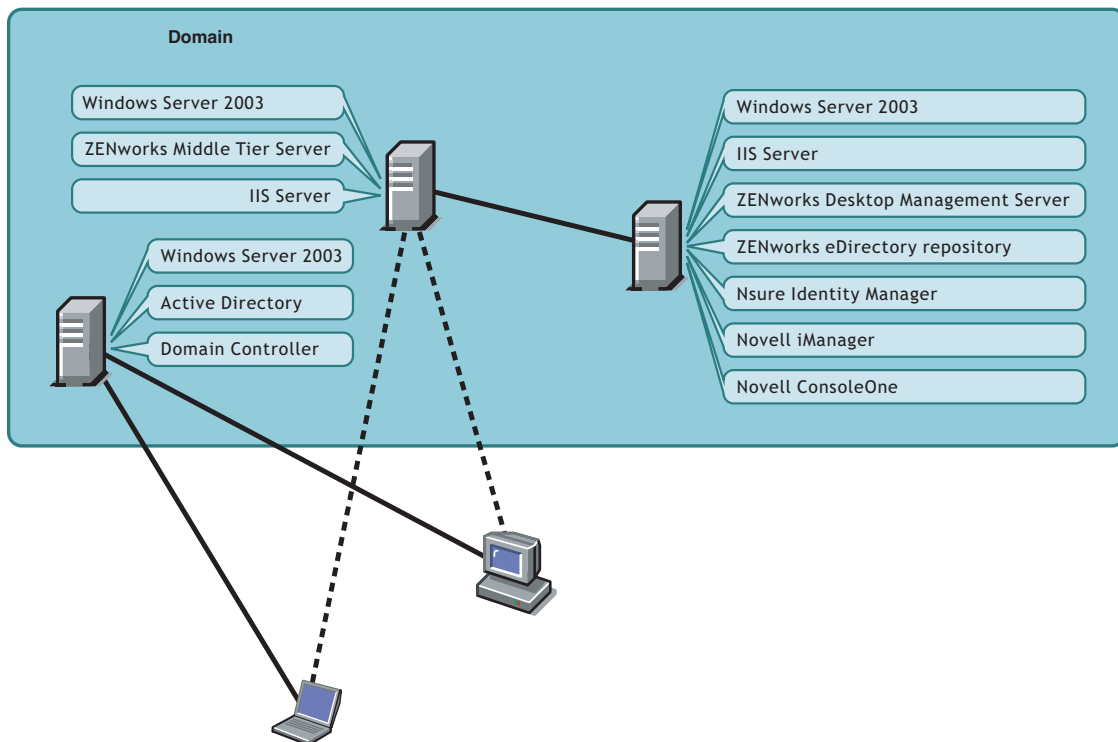 Domain
Windows Server 2003
ZENworks Middle Tier Server
IIS Server
Windows Server 2003
Active Directory
Domain Controller
Windows Server 2003
IIS Server
ZENworks Desktop Management Server
ZENworks eDirectory repository
Nsure Identity Manager
Novell iManager
Novell ConsoleOne